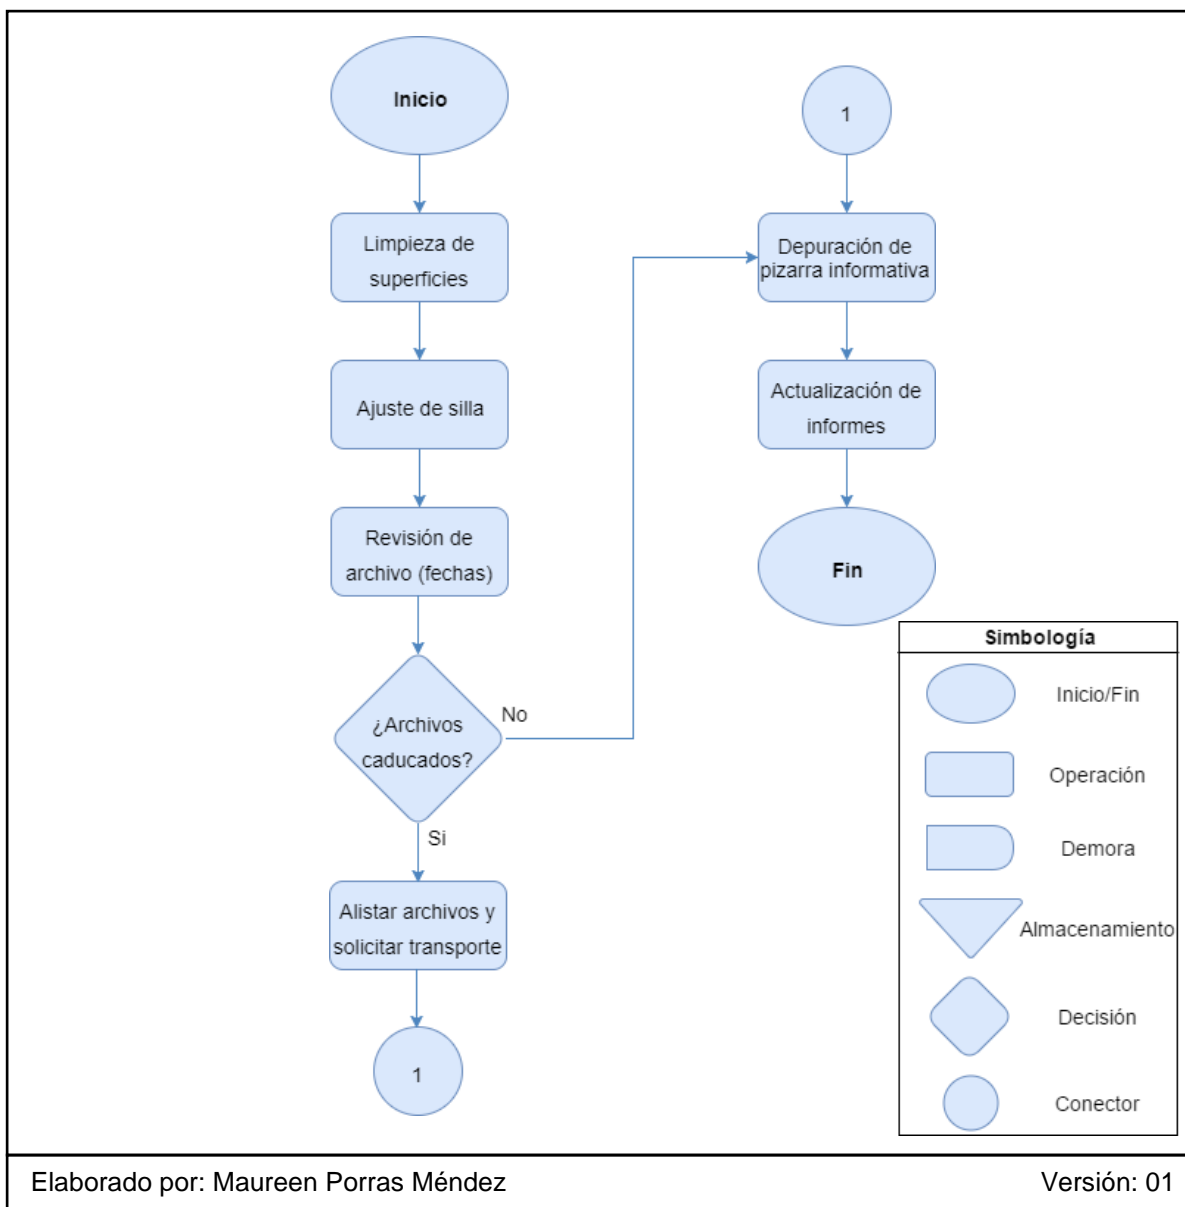 Inicio
Limpieza de
superficies
Ajuste de silla
Revisión de
archivo (fechas)
¿Archivos
caducados?
No
Si
Alistar archivos y
solicitar transporte
1
1
Depuración de
pizarra informativa
Actualización de
informes
Fin
Simbología
Inicio/Fin
Operación
Demora
Almacenamiento
Decisión
Conector
Elaborado por: Maureen Porras Méndez
Versión: 01